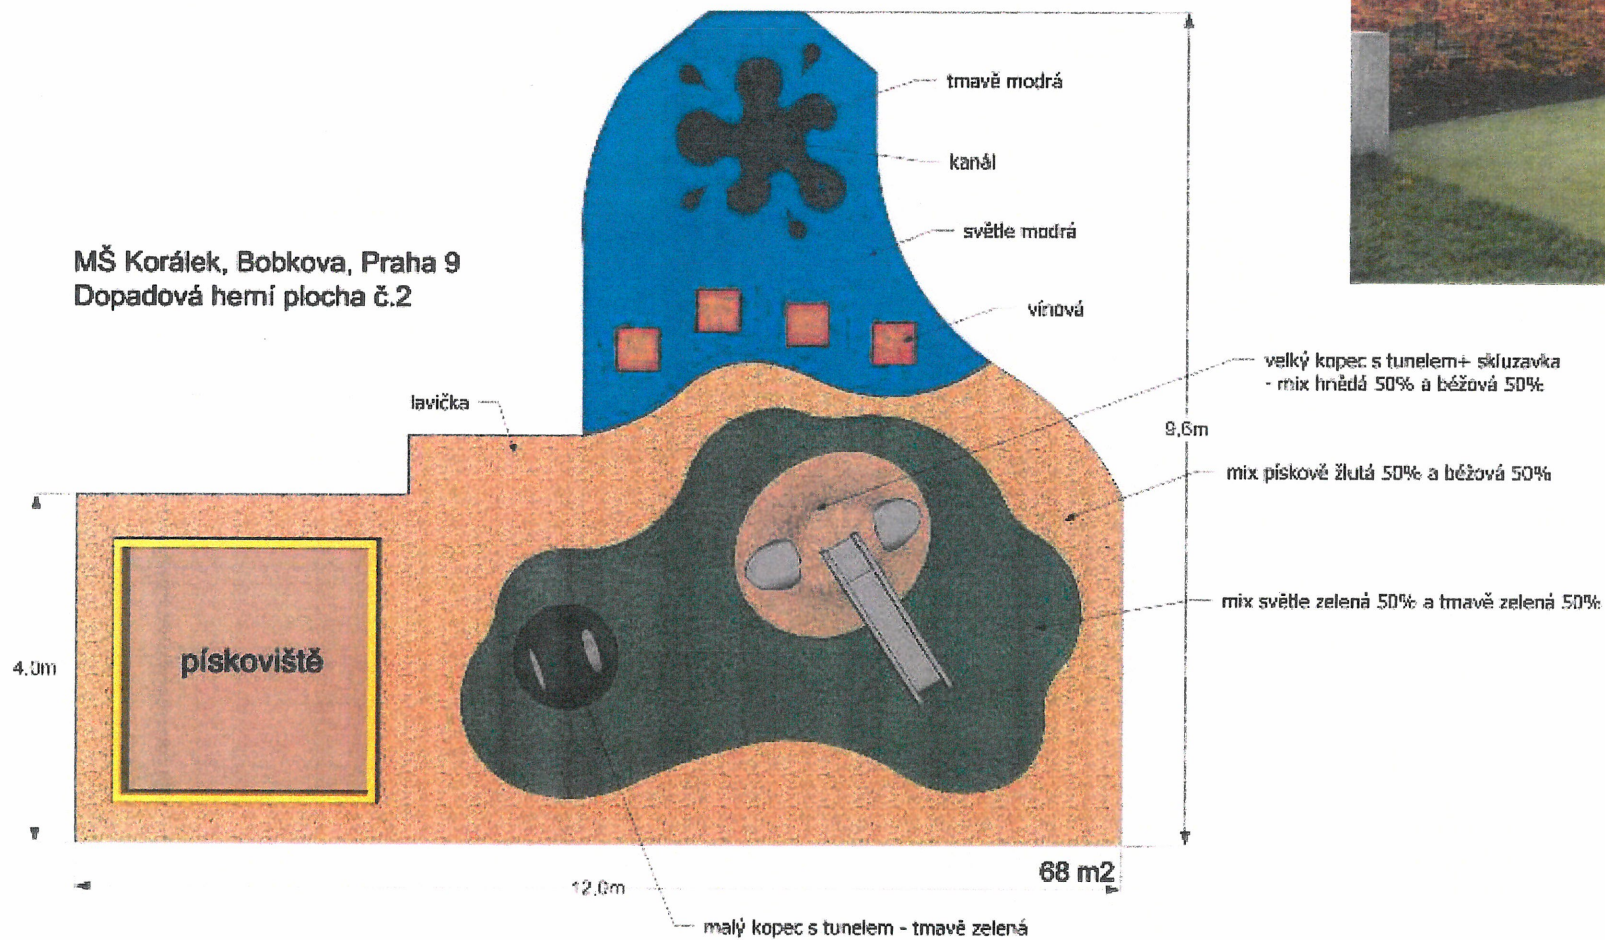 tmavě modrá
kanál
světle modrá
MŠ Korálek, Bobkova, Praha 9
Dopadová herní plocha č.2
vínová
velký kopec s tunelem+ skluzavka
- mix hnědá 50% a béžová 50%
lavička
9,6m
mix pískově žlutá 50% a béžová 50%
mix světle zelená 50% a tmavě zelená 50%
pískoviště
4,0m
68 m2
12,0m
malý kopec s tunelem - tmavě zelená